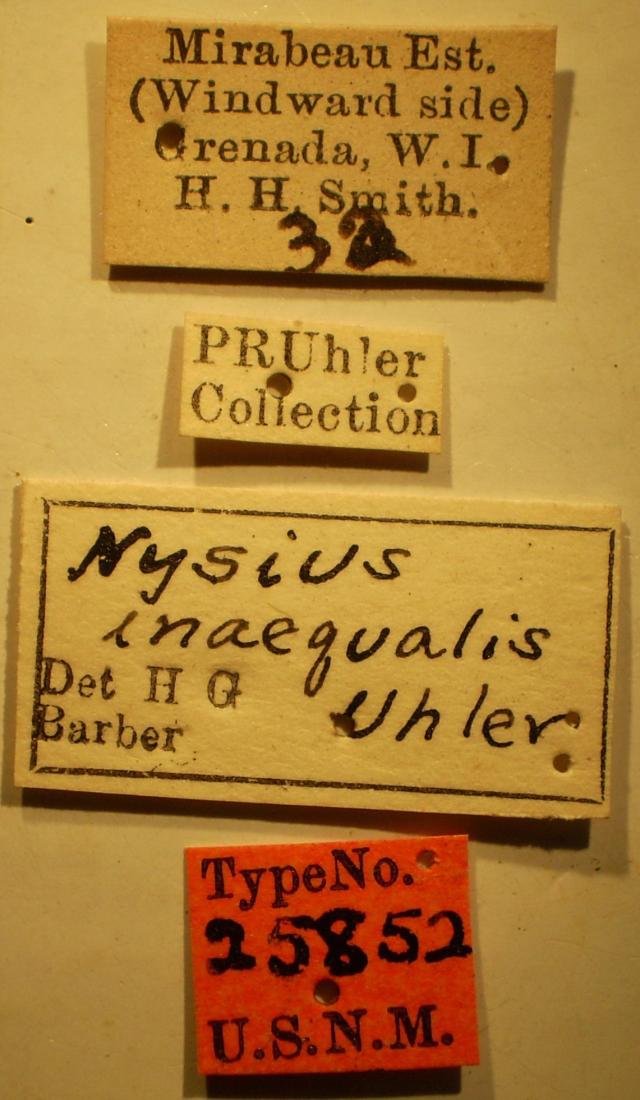 Mirabeau Est.
(Windward side)
Grenada, W. I.
H. H. Smith.
32
PRUhler
Collection
Nysius
inaequalis
Uhler
Det H G
Barber
TypeNo.
25852
U.S.N.M.